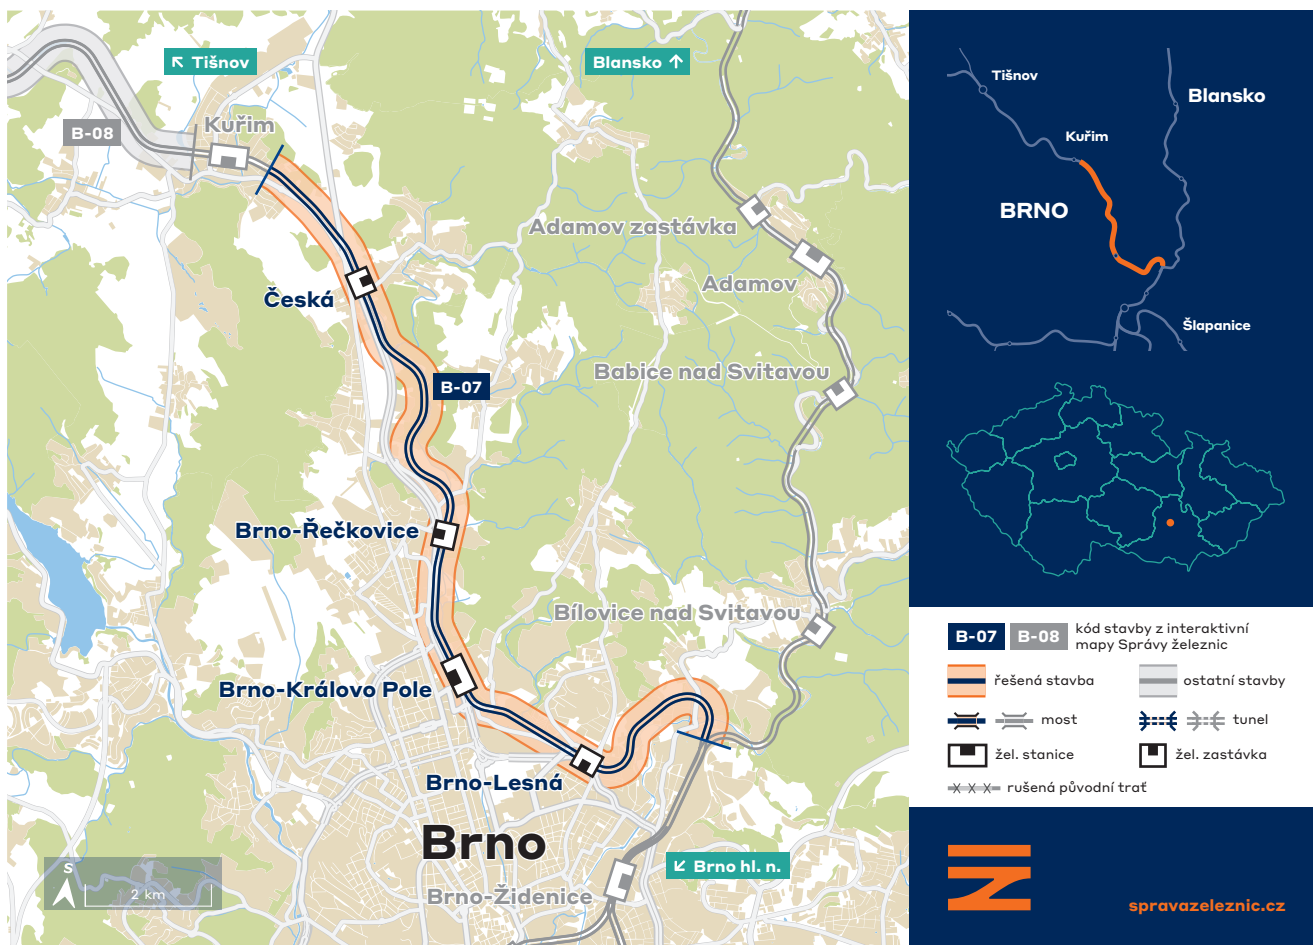 ↖ Tišnov
Blansko ↑
B-08
Kuřim
Adamov zastávka
Adamov
Česká
Babice nad Svitavou
B-07
Brno-Řečkovice
Bílovice nad Svitavou
Brno-Královo Pole
Brno-Lesná
Brno
↙ Brno hl. n.
Brno-Židenice
S
2 km
Tišnov
Blansko
Kuřim
BRNO
Šlapanice
B-07 B-08 kód stavby z interaktivní
mapy Správy železnic
řešená stavba
ostatní stavby
most
tunel
žel. stanice
žel. zastávka
rušená původní trať
spravazeleznic.cz